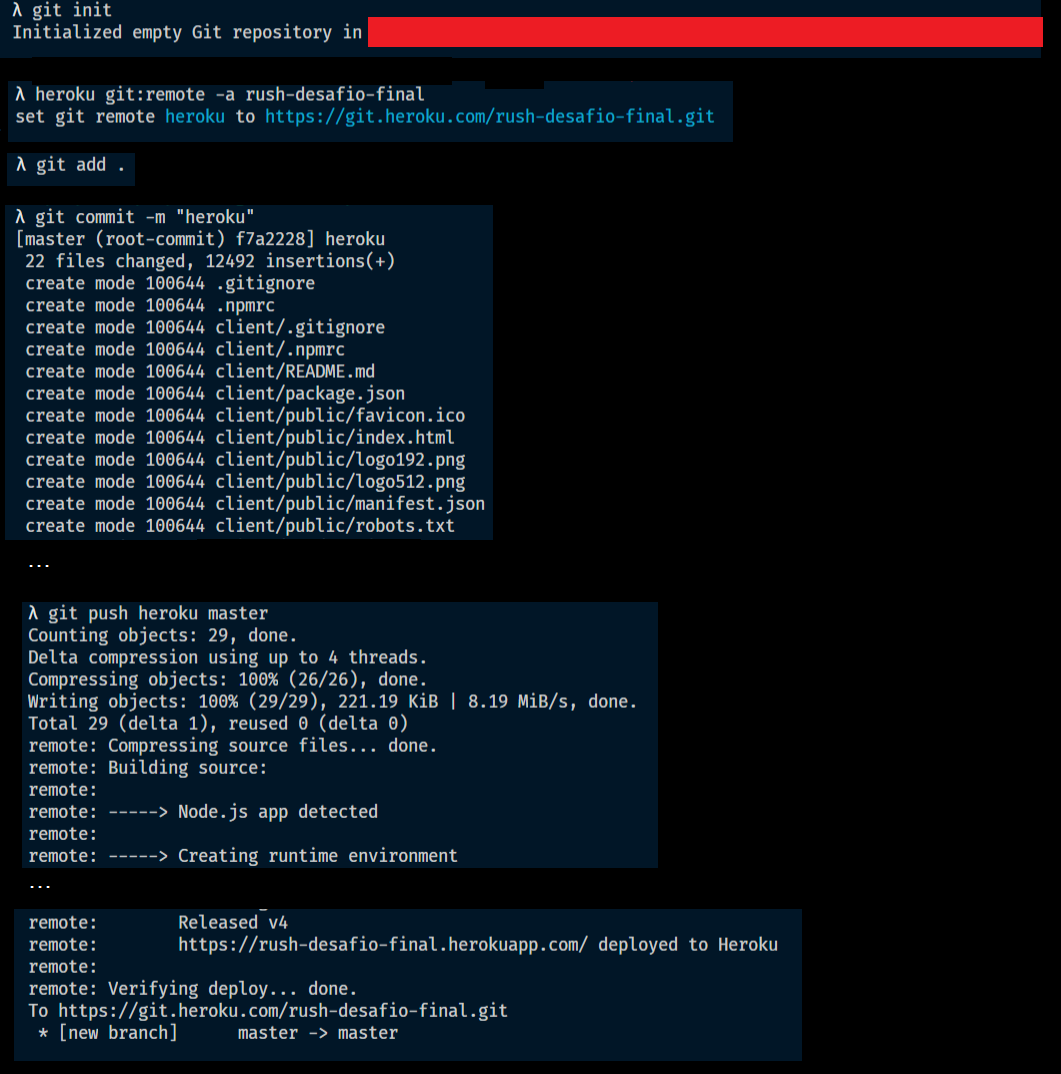 λ git init
Initialized empty Git repository in
λ heroku git:remote -a rush-desafio-final
set git remote heroku to https://git.heroku.com/rush-desafio-final.git
λ git add .
λ git commit -m "heroku"
[master (root-commit) f7a2228] heroku
 22 files changed, 12492 insertions(+)
 create mode 100644 .gitignore
 create mode 100644 .npmrc
 create mode 100644 client/.gitignore
 create mode 100644 client/.npmrc
 create mode 100644 client/README.md
 create mode 100644 client/package.json
 create mode 100644 client/public/favicon.ico
 create mode 100644 client/public/index.html
 create mode 100644 client/public/logo192.png
 create mode 100644 client/public/logo512.png
 create mode 100644 client/public/manifest.json
 create mode 100644 client/public/robots.txt
...
λ git push heroku master
Counting objects: 29, done.
Delta compression using up to 4 threads.
Compressing objects: 100% (26/26), done.
Writing objects: 100% (29/29), 221.19 KiB | 8.19 MiB/s, done.
Total 29 (delta 1), reused 0 (delta 0)
remote: Compressing source files... done.
remote: Building source:
remote:
remote: -----> Node.js app detected
remote:
remote: -----> Creating runtime environment
...
remote:        Released v4
remote:        https://rush-desafio-final.herokuapp.com/ deployed to Heroku
remote:
remote: Verifying deploy... done.
To https://git.heroku.com/rush-desafio-final.git
 * [new branch]      master -> master